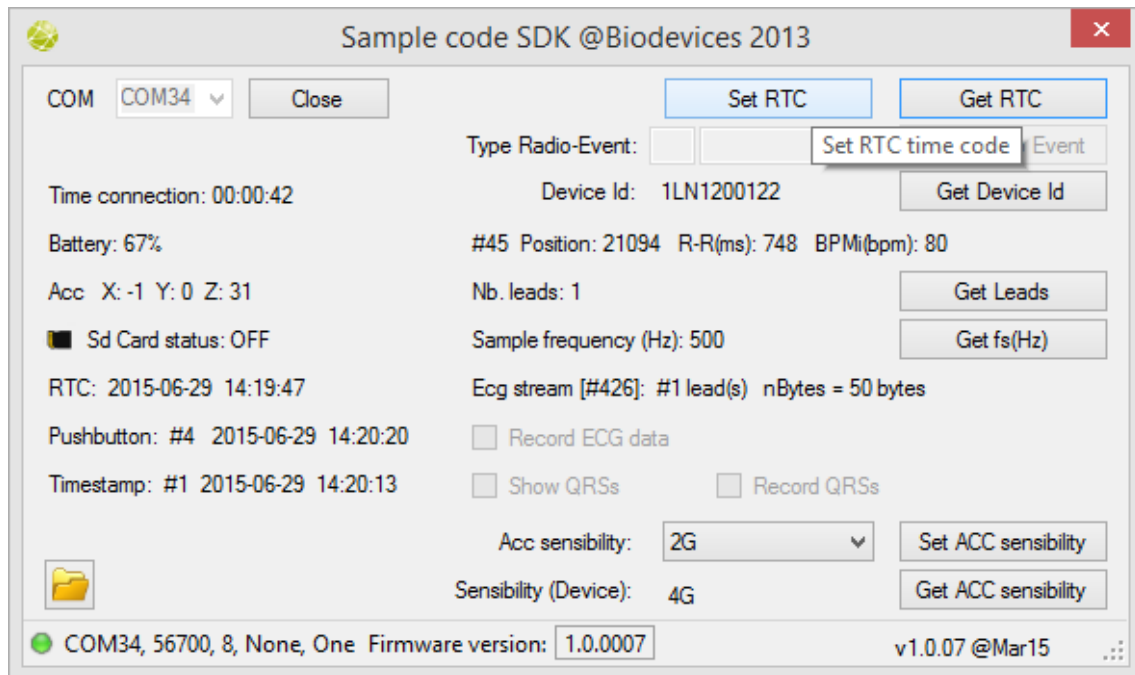 Sample code SDK @Biodevices 2013
COM COM34 Close Set RTC Get RTC
Type Radio-Event: Set RTC time code Event
Time connection: 00:00:42 Device Id: 1LN1200122 Get Device Id
Battery: 67% #45 Position: 21094 R-R(ms): 748 BPMi(bpm): 80
Acc X: -1 Y: 0 Z: 31 Nb. leads: 1 Get Leads
Sd Card status: OFF Sample frequency (Hz): 500 Get fs(Hz)
RTC: 2015-06-29 14:19:47 Ecg stream [#426]: #1 lead(s) nBytes = 50 bytes
Pushbutton: #4 2015-06-29 14:20:20 Record ECG data
Timestamp: #1 2015-06-29 14:20:13 Show QRSs Record QRSs
Acc sensibility: 2G Set ACC sensibility
Sensibility (Device): 4G Get ACC sensibility
COM34, 56700, 8, None, One Firmware version: 1.0.0007 v1.0.07 @Mar15